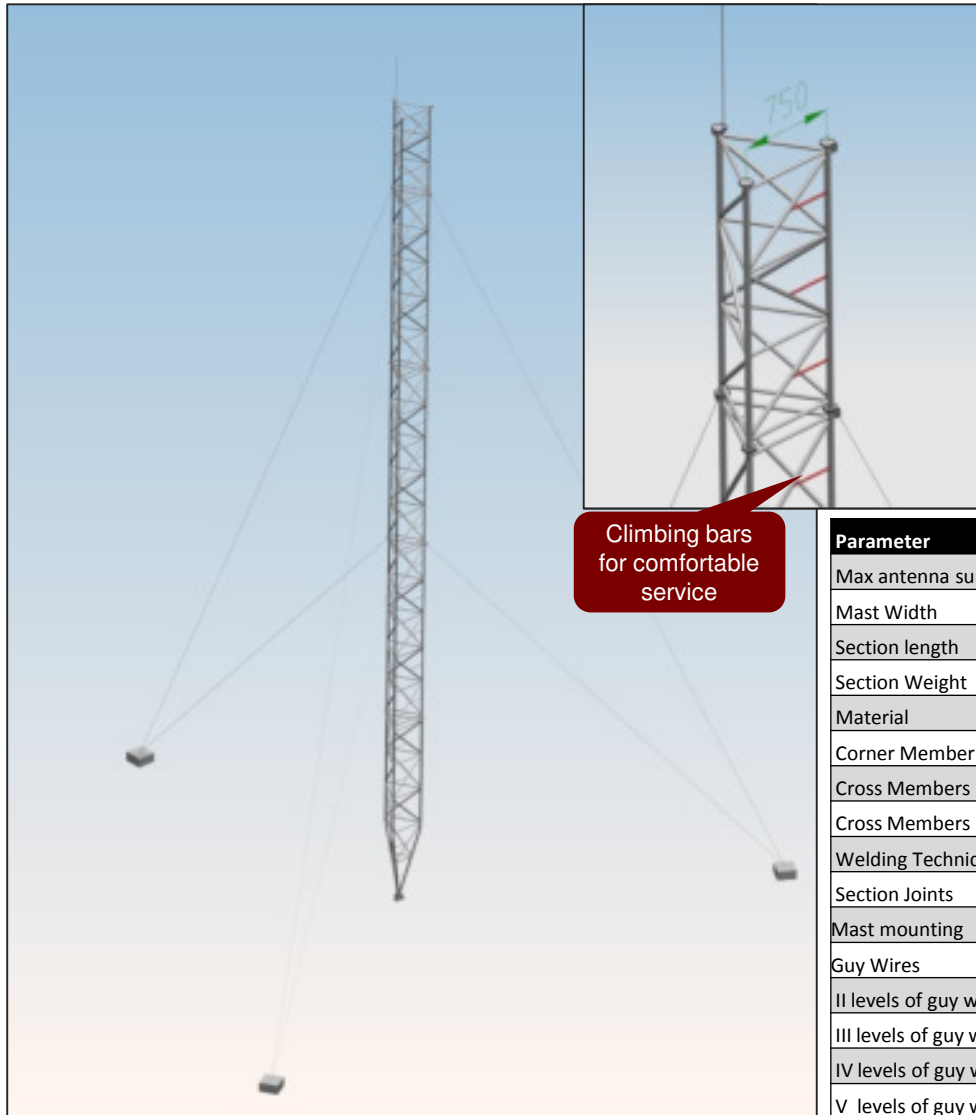 750
Climbing bars
for comfortable
service
Parameter
Max antenna su
Mast Width
Section length
Section Weight
Material
Corner Member
Cross Members
Cross Members
Welding Techni
Section Joints
Mast mounting
Guy Wires
II levels of guy w
III levels of guy w
IV levels of guy w
V levels of guy w